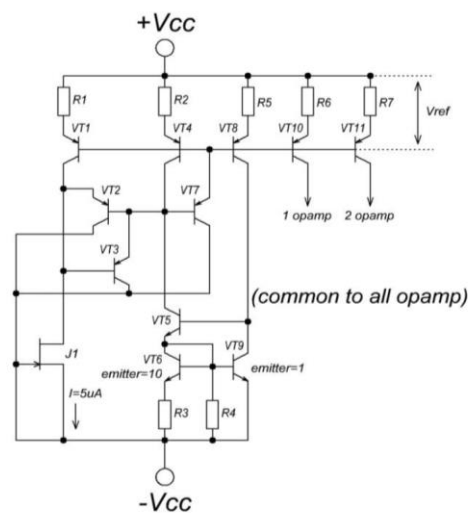 +Vcc
R1
R2
R5
R6
R7
Vref
VT1
VT4
VT8
VT10
VT11
VT2
VT7
1 opamp
2 opamp
VT3
(common to all opamp)
VT5
J1
VT6
VT9
emitter=10
emitter=1
I=5uA
R3
R4
-Vcc